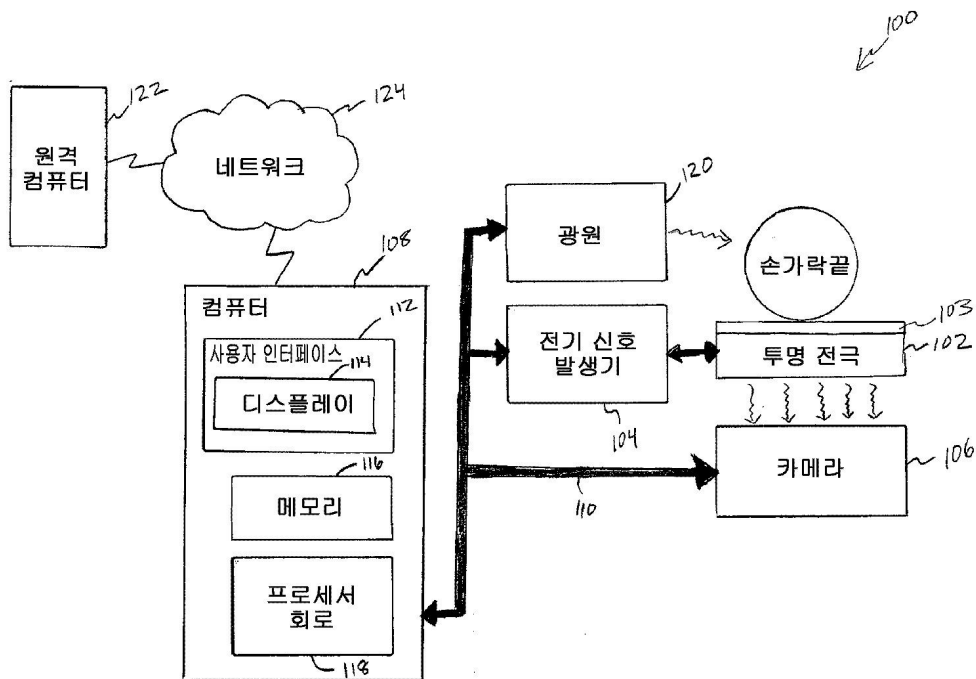 100
122
원격
컴퓨터
124
네트워크
120
광원
손가락끝
108
컴퓨터
112
사용자 인터페이스
114
디스플레이
전기 신호
발생기
104
103
투명 전극
102
116
메모리
110
카메라
106
프로세서
회로
118